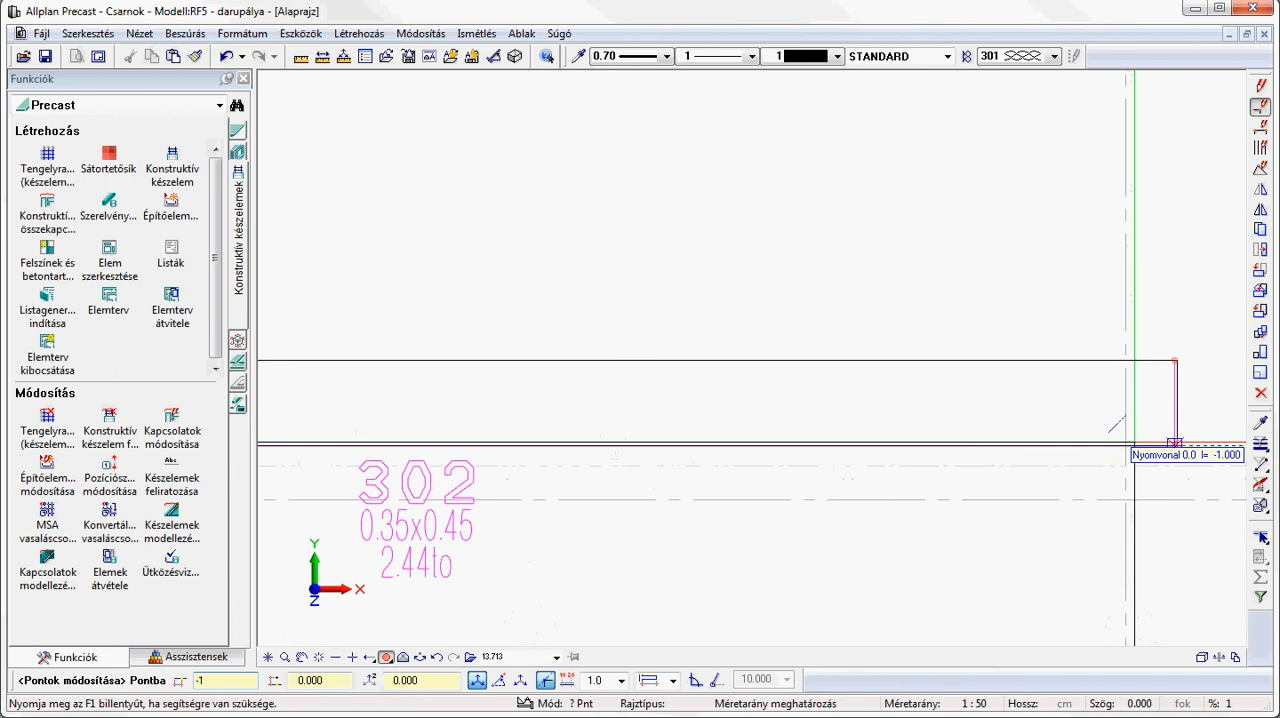 Allplan Precast - Csarnok - Modell:RF5 - darupálya - [Alaprajz]
Fájl Szerkesztés Nézet Beszúrás Formátum Eszközök Létrehozás Módosítás Ismétlés Ablak Súgó
0.70 1 1 STANDARD 301
Funkciók
Precast
Létrehozás
Tengelyra... (készelem... Sátortetősík Konstruktív készelem
Konstruktí... összekapc... Szerelvény... Építőelem...
Felszínek és betontart... Elem szerkesztése Listák
Listagener... indítása Elemterv Elemterv átvitele
Elemterv kibocsátása
Módosítás
Tengelyra... (készelem... Konstruktív készelem f... Kapcsolatok módosítása
Építőelem... módosítása Pozíciósz... módosítása Készelemek feliratozása
MSA vasaláscso... Konvertál... vasaláscso... Készelemek modellezé...
Kapcsolatok modellezé... Elemek átvétele Ütközésviz...
Konstruktív készelemek
Abc
Nyomvonal 0.0 l= -1.000
302
0.35x0.45
2.44to
Y
X
Z
Funkciók Asszisztensek
13.713
<Pontok módosítása> Pontba -1 0.000 0.000 1.0 10.000
Nyomja meg az F1 billentyűt, ha segítségre van szüksége. Mód: ? Pnt Rajztípus: Méretarány meghatározás Méretarány: 1 : 50 Hossz: cm Szög: 0.000 fok %: 1